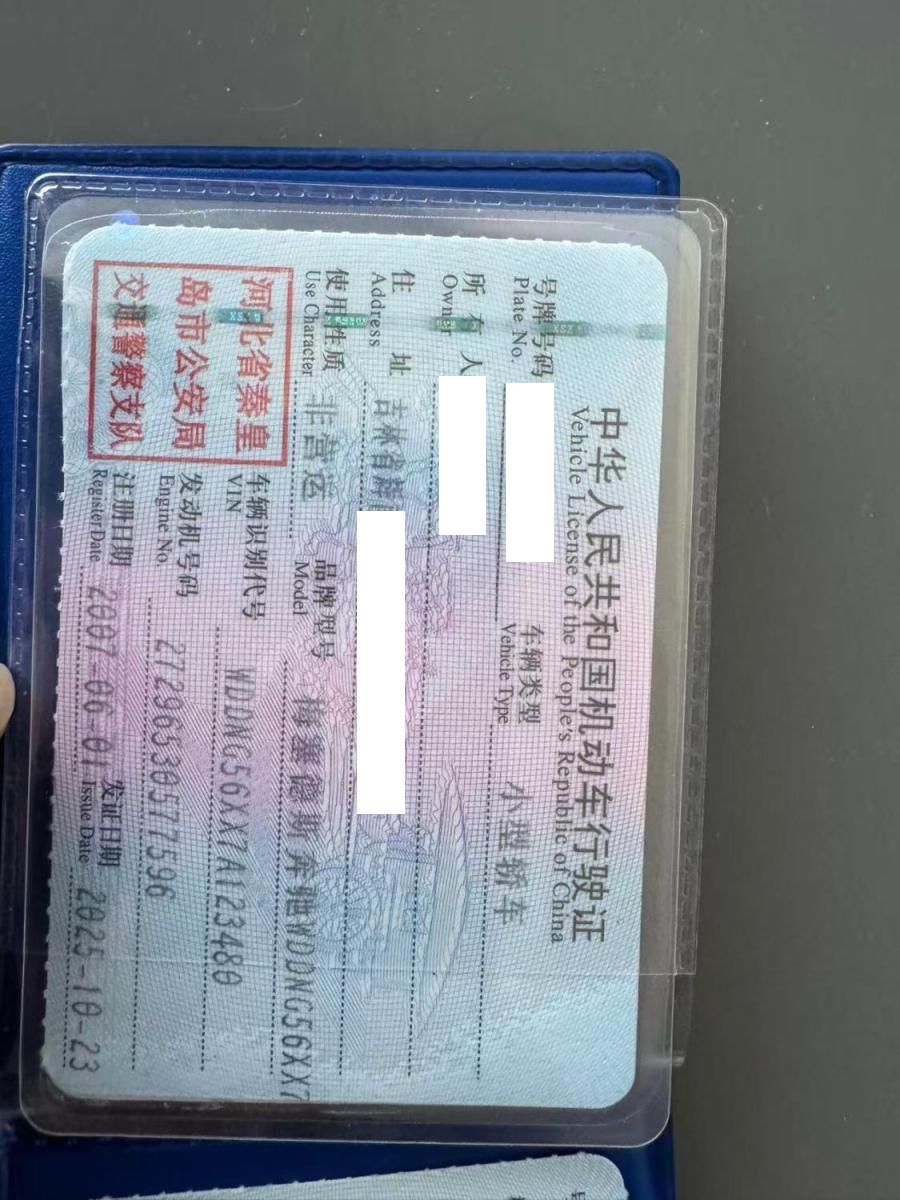 中华人民共和国机动车行驶证
Vehicle License of the People's Republic of China
号牌号码 车辆类型 小型轿车
Plate No. Vehicle Type
所有人
Owner
住址 吉林省
Address
使用性质 非营运 品牌型号 梅赛德斯奔驰WDDNG56XX7
Use Character Model
河北省秦皇
岛市公安局
交通警察支队
车辆识别代号 WDDNG56XX7A123480
VIN
发动机号码 27296530577596
Engine No.
注册日期 2007-06-01 发证日期 2025-10-23
Register Date Issue Date